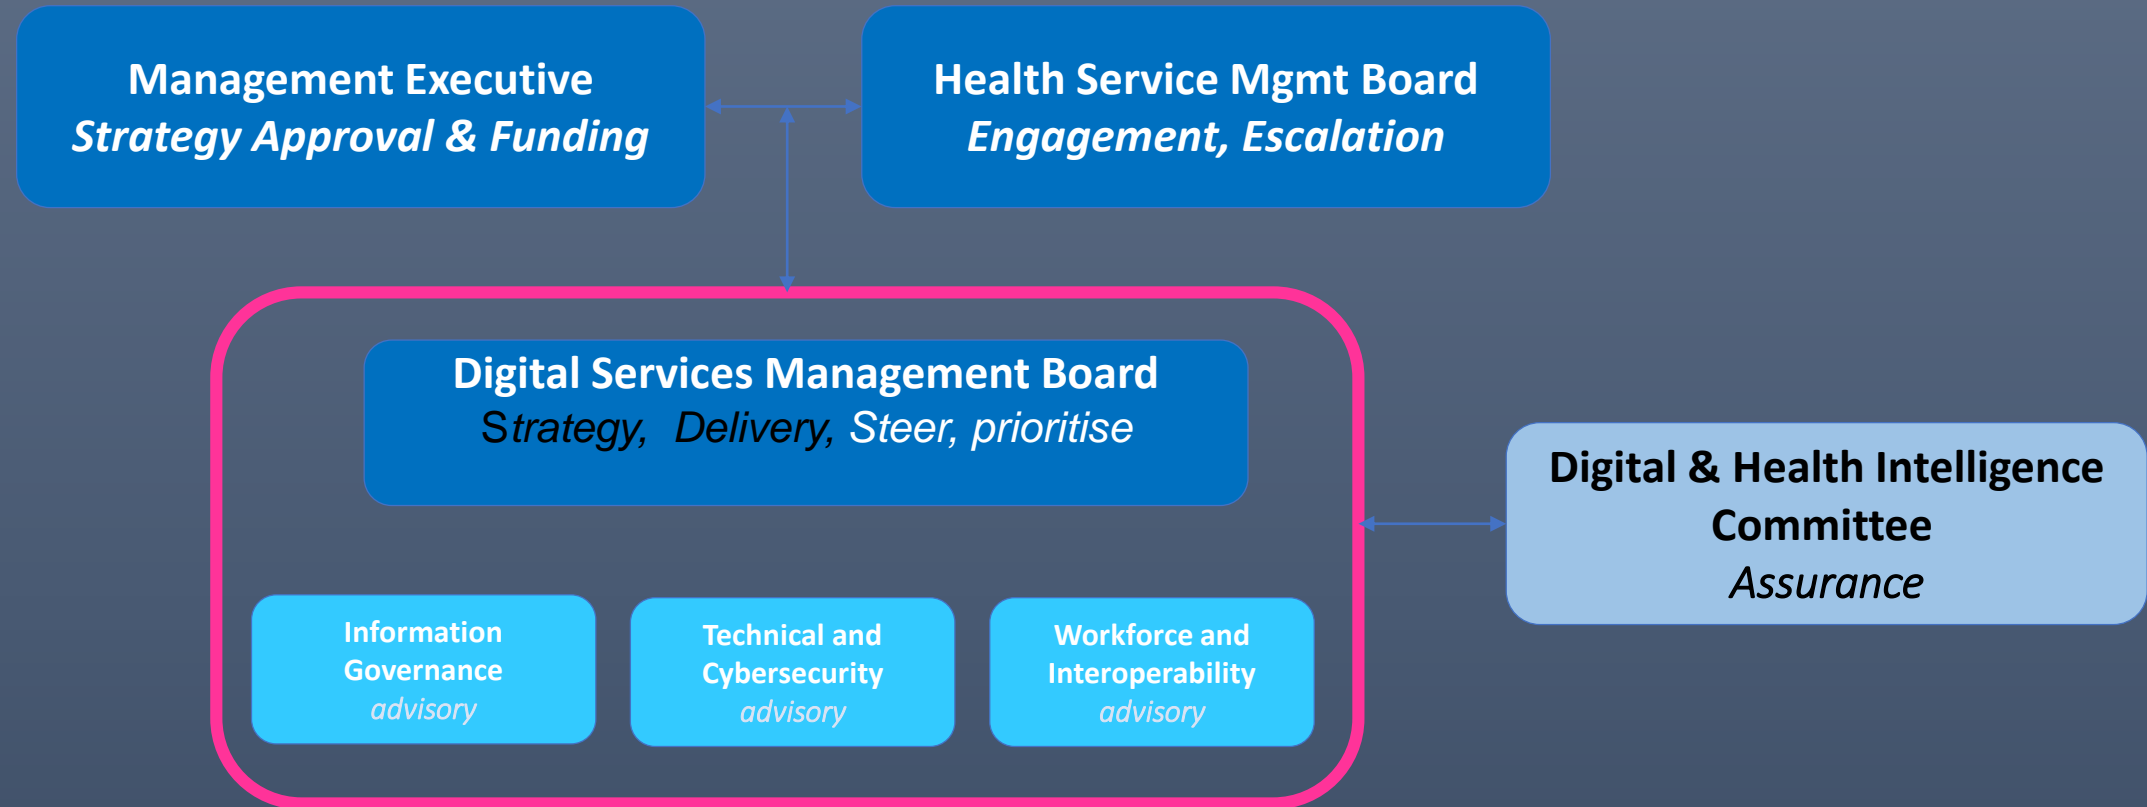 Management Executive
Strategy Approval & Funding
Health Service Mgmt Board
Engagement, Escalation
Digital Services Management Board
Strategy,  Delivery, Steer, prioritise
Digital & Health Intelligence
Committee
Assurance
Information
Governance
advisory
Technical and
Cybersecurity
advisory
Workforce and
Interoperability
advisory